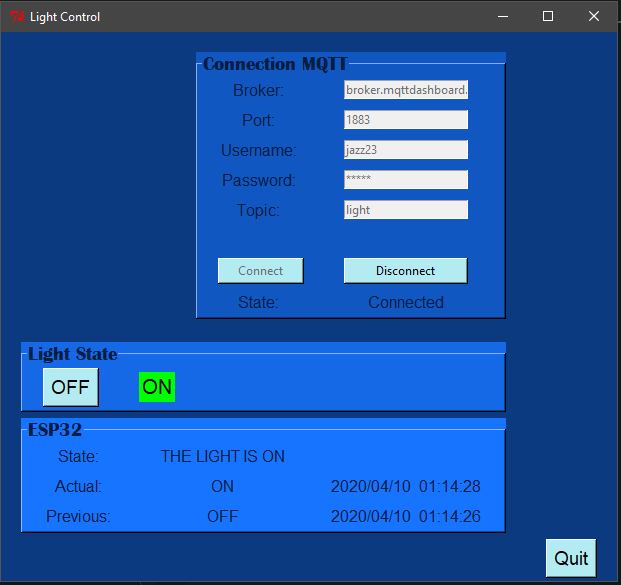 Light Control
Connection MQTT
Broker: broker.mqttdashboard.
Port: 1883
Username: jazz23
Password: *****
Topic: light
Connect Disconnect
State: Connected
Light State
OFF ON
ESP32
State: THE LIGHT IS ON
Actual: ON 2020/04/10 01:14:28
Previous: OFF 2020/04/10 01:14:26
Quit